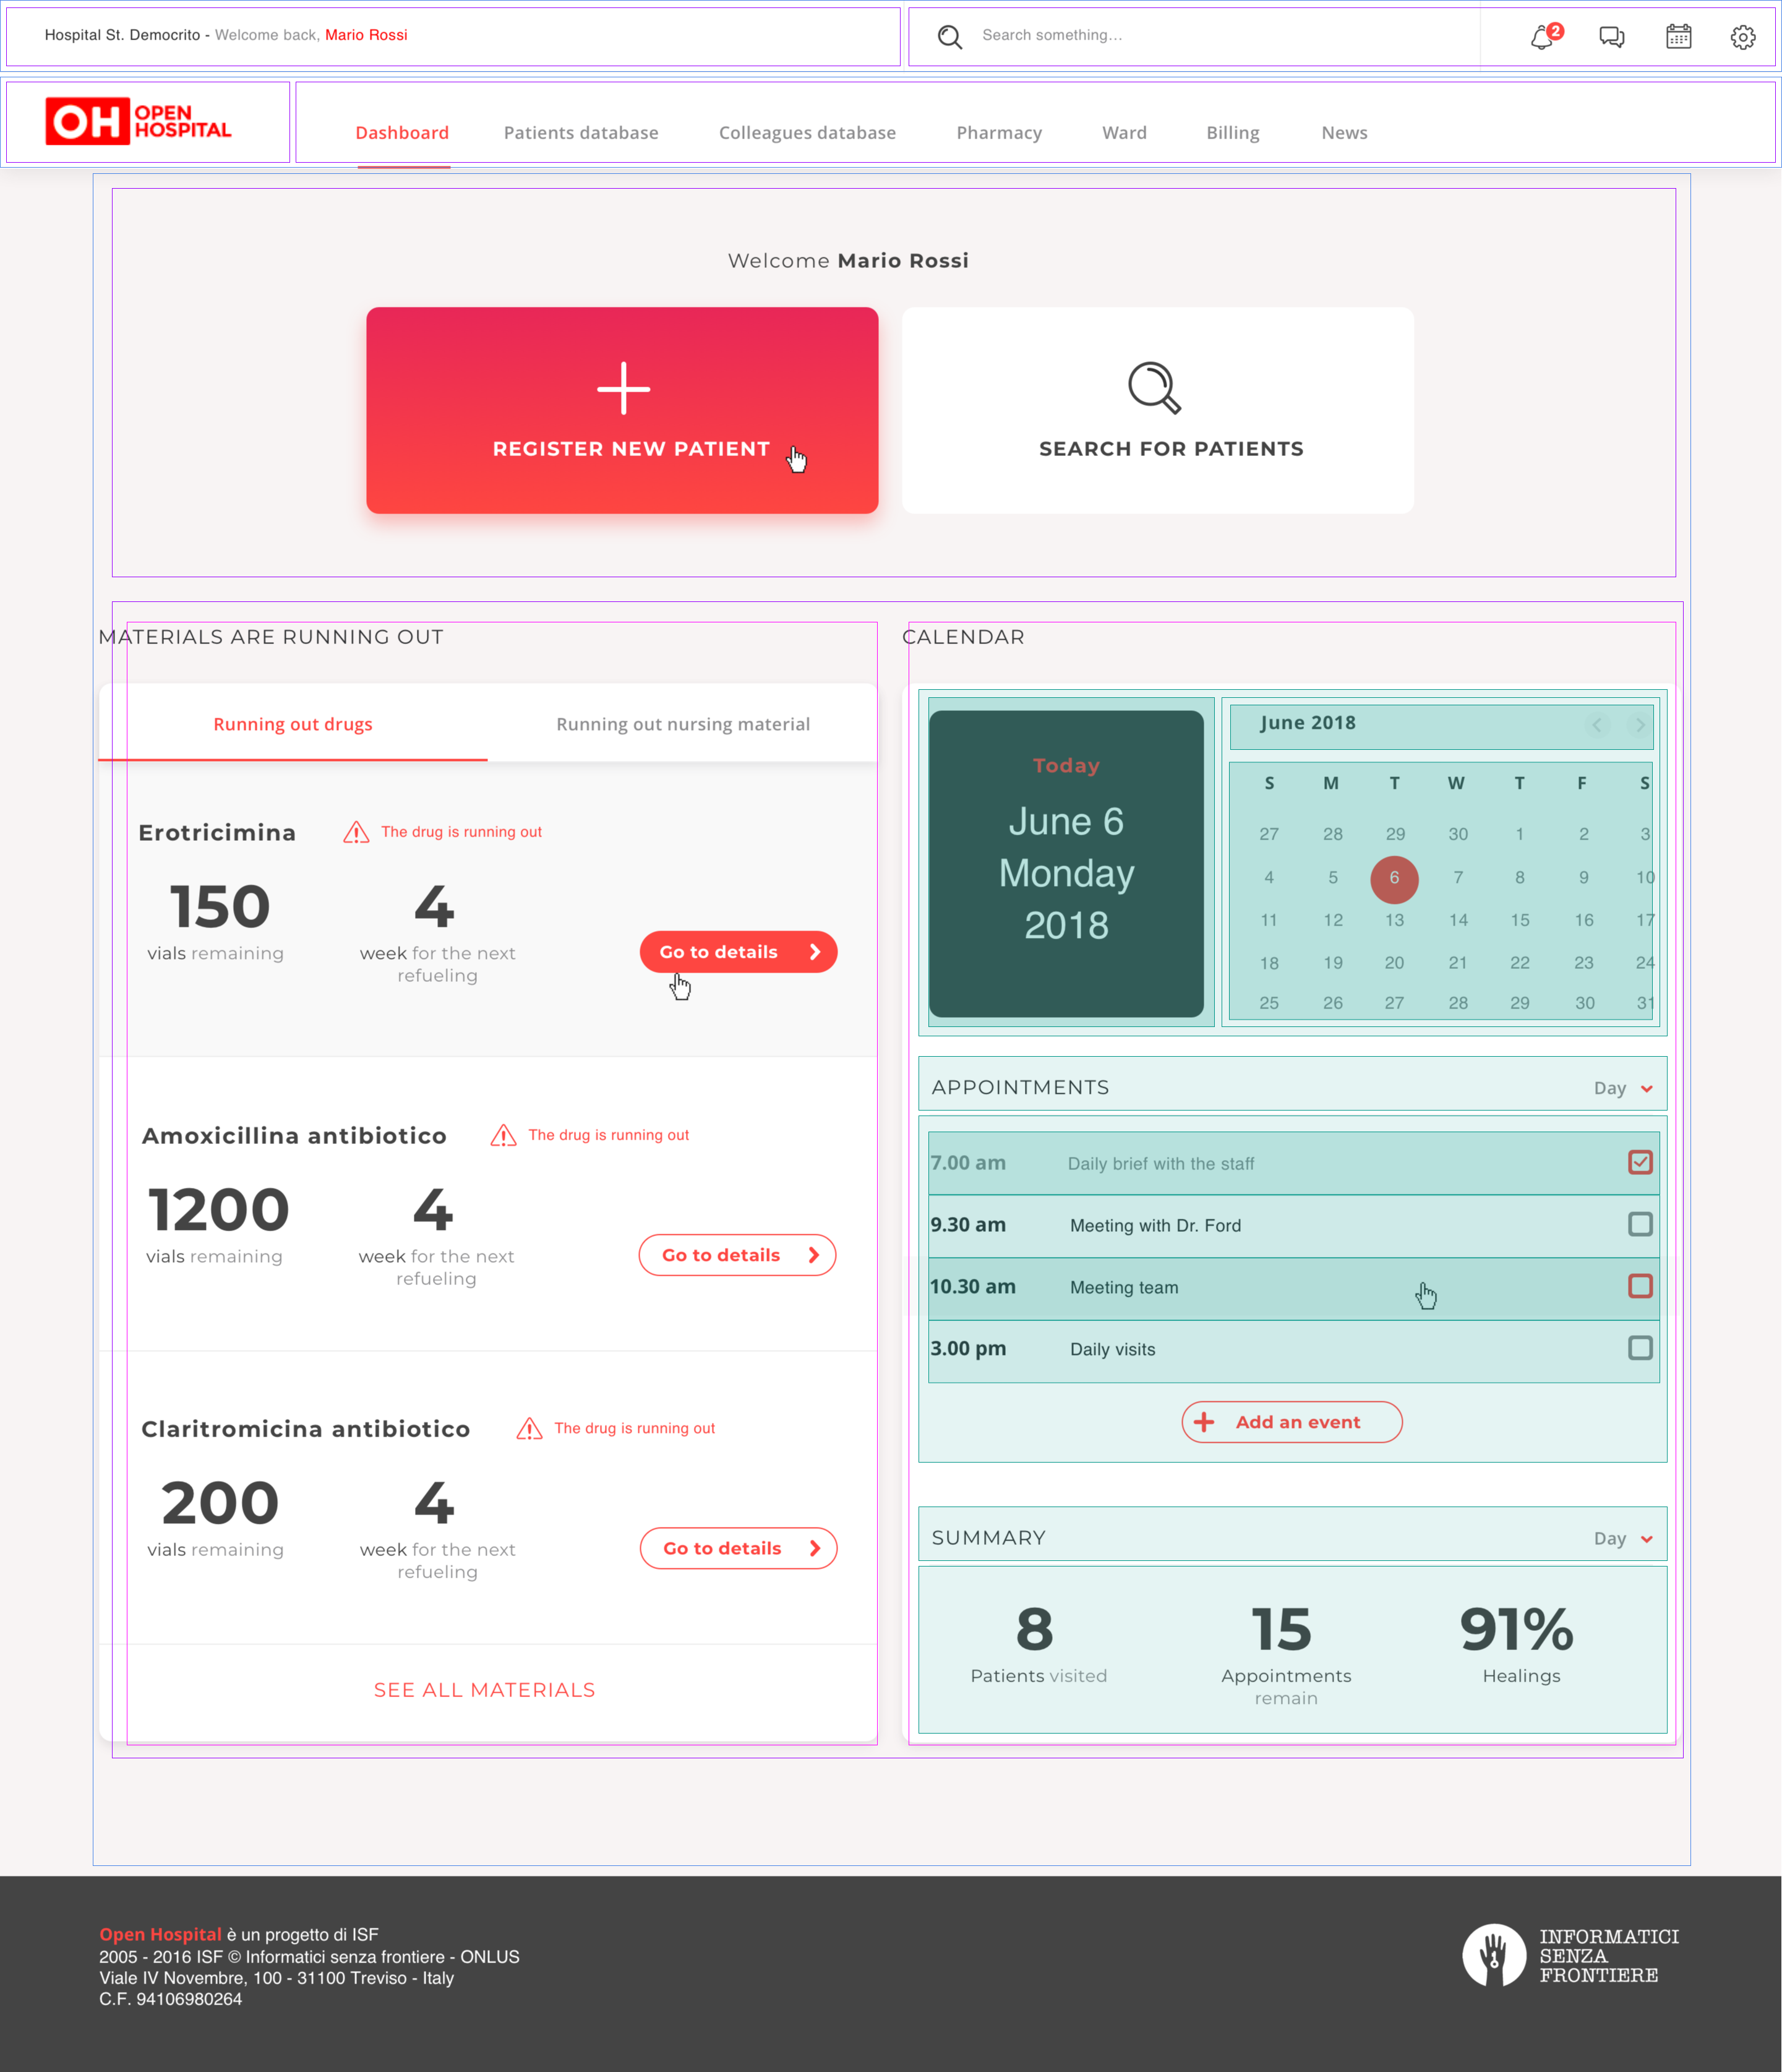 Hospital St. Democrito - Welcome back, Mario Rossi
Search something...
2
OH OPEN HOSPITAL
Dashboard
Patients database
Colleagues database
Pharmacy
Ward
Billing
News
Welcome Mario Rossi
REGISTER NEW PATIENT
SEARCH FOR PATIENTS
MATERIALS ARE RUNNING OUT
Running out drugs
Running out nursing material
Erotricimina
The drug is running out
150
vials remaining
4
week for the next
refueling
Go to details
Amoxicillina antibiotico
The drug is running out
1200
vials remaining
4
week for the next
refueling
Go to details
Claritromicina antibiotico
The drug is running out
200
vials remaining
4
week for the next
refueling
Go to details
SEE ALL MATERIALS
CALENDAR
Today
June 6
Monday
2018
June 2018
S M T W T F S
27 28 29 30 1 2 3
4 5 6 7 8 9 10
11 12 13 14 15 16 17
18 19 20 21 22 23 24
25 26 27 28 29 30 31
APPOINTMENTS
Day
7.00 am Daily brief with the staff
9.30 am Meeting with Dr. Ford
10.30 am Meeting team
3.00 pm Daily visits
Add an event
SUMMARY
Day
8
Patients visited
15
Appointments
remain
91%
Healings
Open Hospital è un progetto di ISF
2005 - 2016 ISF © Informatici senza frontiere - ONLUS
Viale IV Novembre, 100 - 31100 Treviso - Italy
C.F. 94106980264
INFORMATICI
SENZA
FRONTIERE